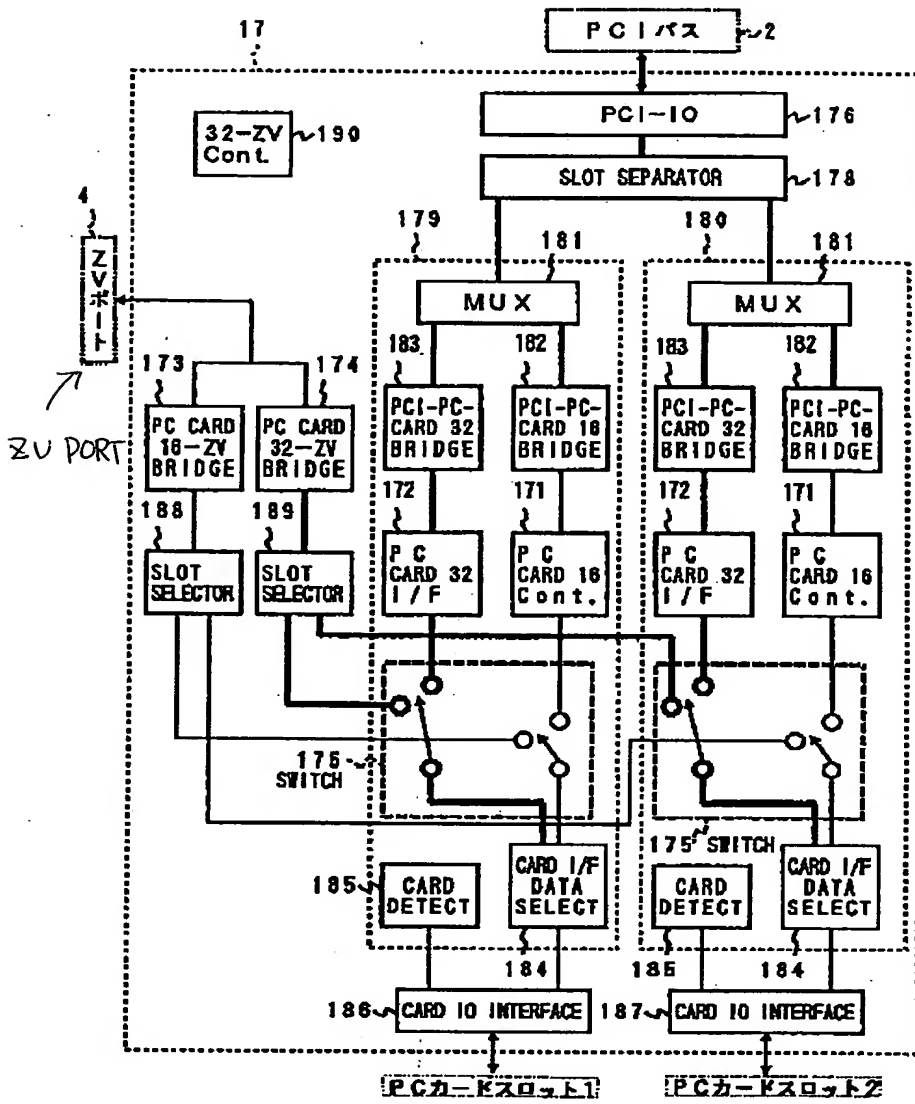 PCIバス
2
17
PCI-IO
176
32-ZV
Cont.
190
SLOT SEPARATOR
178
4
ZVポート
ZV PORT
179
180
181
MUX
181
MUX
173
174
183
182
183
182
PC CARD
16-ZV
BRIDGE
PC CARD
32-ZV
BRIDGE
PCI-PC-
CARD 32
BRIDGE
PCI-PC-
CARD 16
BRIDGE
PCI-PC-
CARD 32
BRIDGE
PCI-PC-
CARD 16
BRIDGE
188
189
172
171
172
171
SLOT
SELECTOR
SLOT
SELECTOR
PC
CARD 32
I/F
PC
CARD 16
Cont.
PC
CARD 32
I/F
PC
CARD 16
Cont.
175
SWITCH
175 SWITCH
185
CARD
DETECT
CARD I/F
DATA
SELECT
CARD
DETECT
CARD I/F
DATA
SELECT
184
185
184
186
CARD IO INTERFACE
187
CARD IO INTERFACE
PCカードスロット1
PCカードスロット2